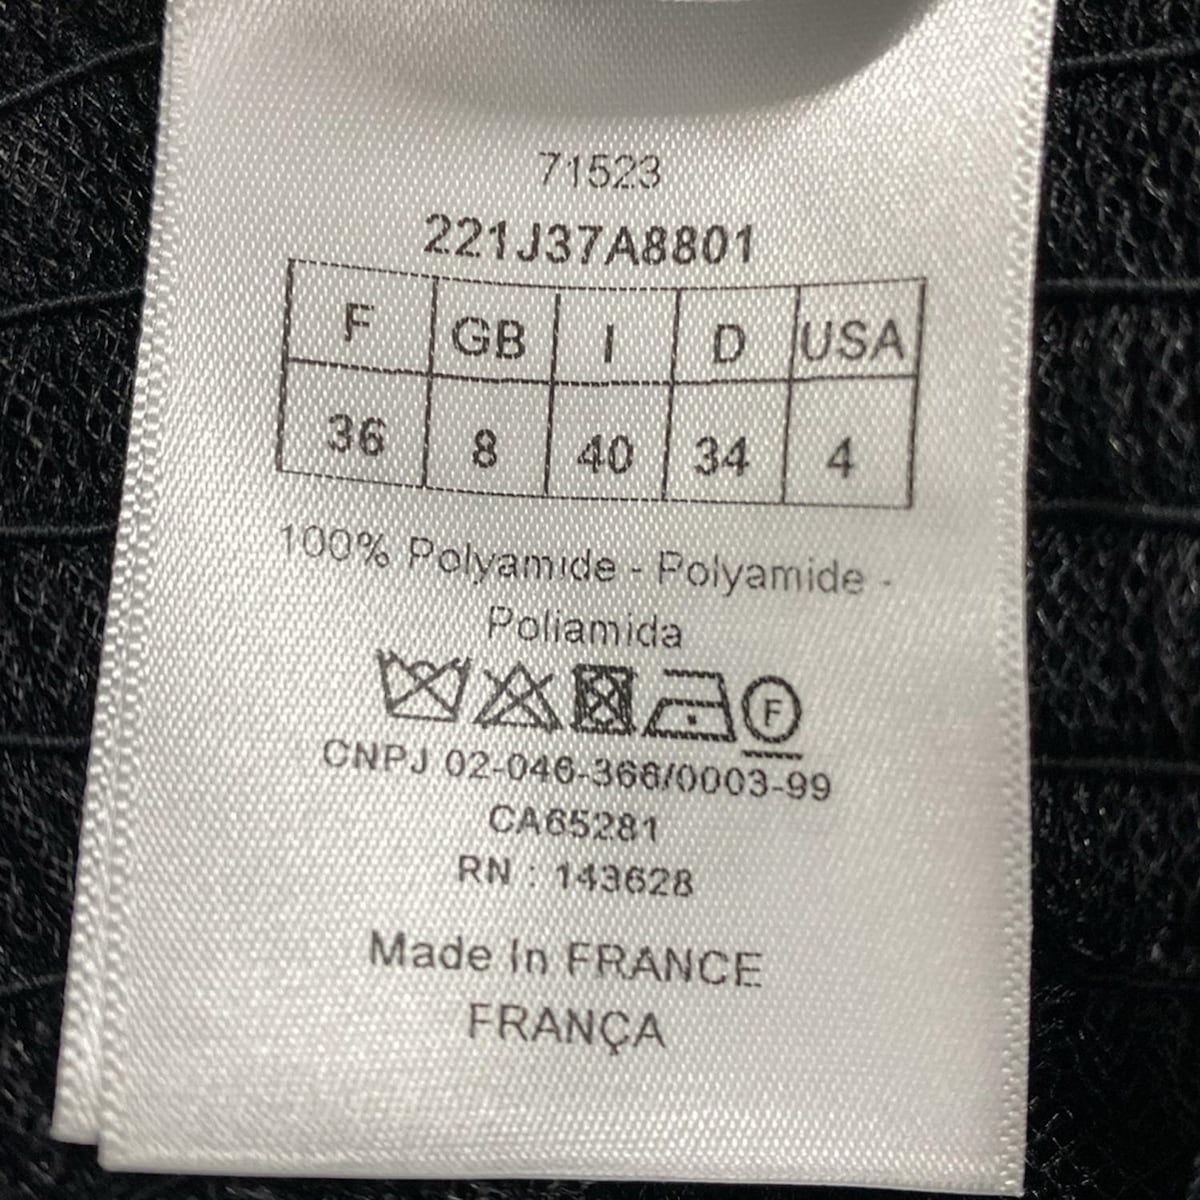 71523
221J37A8801
F GB I D USA
36 8 40 34 4
100% Polyamide - Polyamide -
Poliamida
F
CNPJ 02-046-366/0003-99
CA65281
RN : 143628
Made In FRANCE
FRANÇA